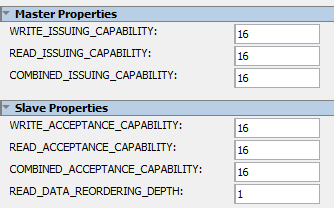 Master Properties
WRITE_ISSUING_CAPABILITY: 16
READ_ISSUING_CAPABILITY: 16
COMBINED_ISSUING_CAPABILITY: 16
Slave Properties
WRITE_ACCEPTANCE_CAPABILITY: 16
READ_ACCEPTANCE_CAPABILITY: 16
COMBINED_ACCEPTANCE_CAPABILITY: 16
READ_DATA_REORDERING_DEPTH: 1